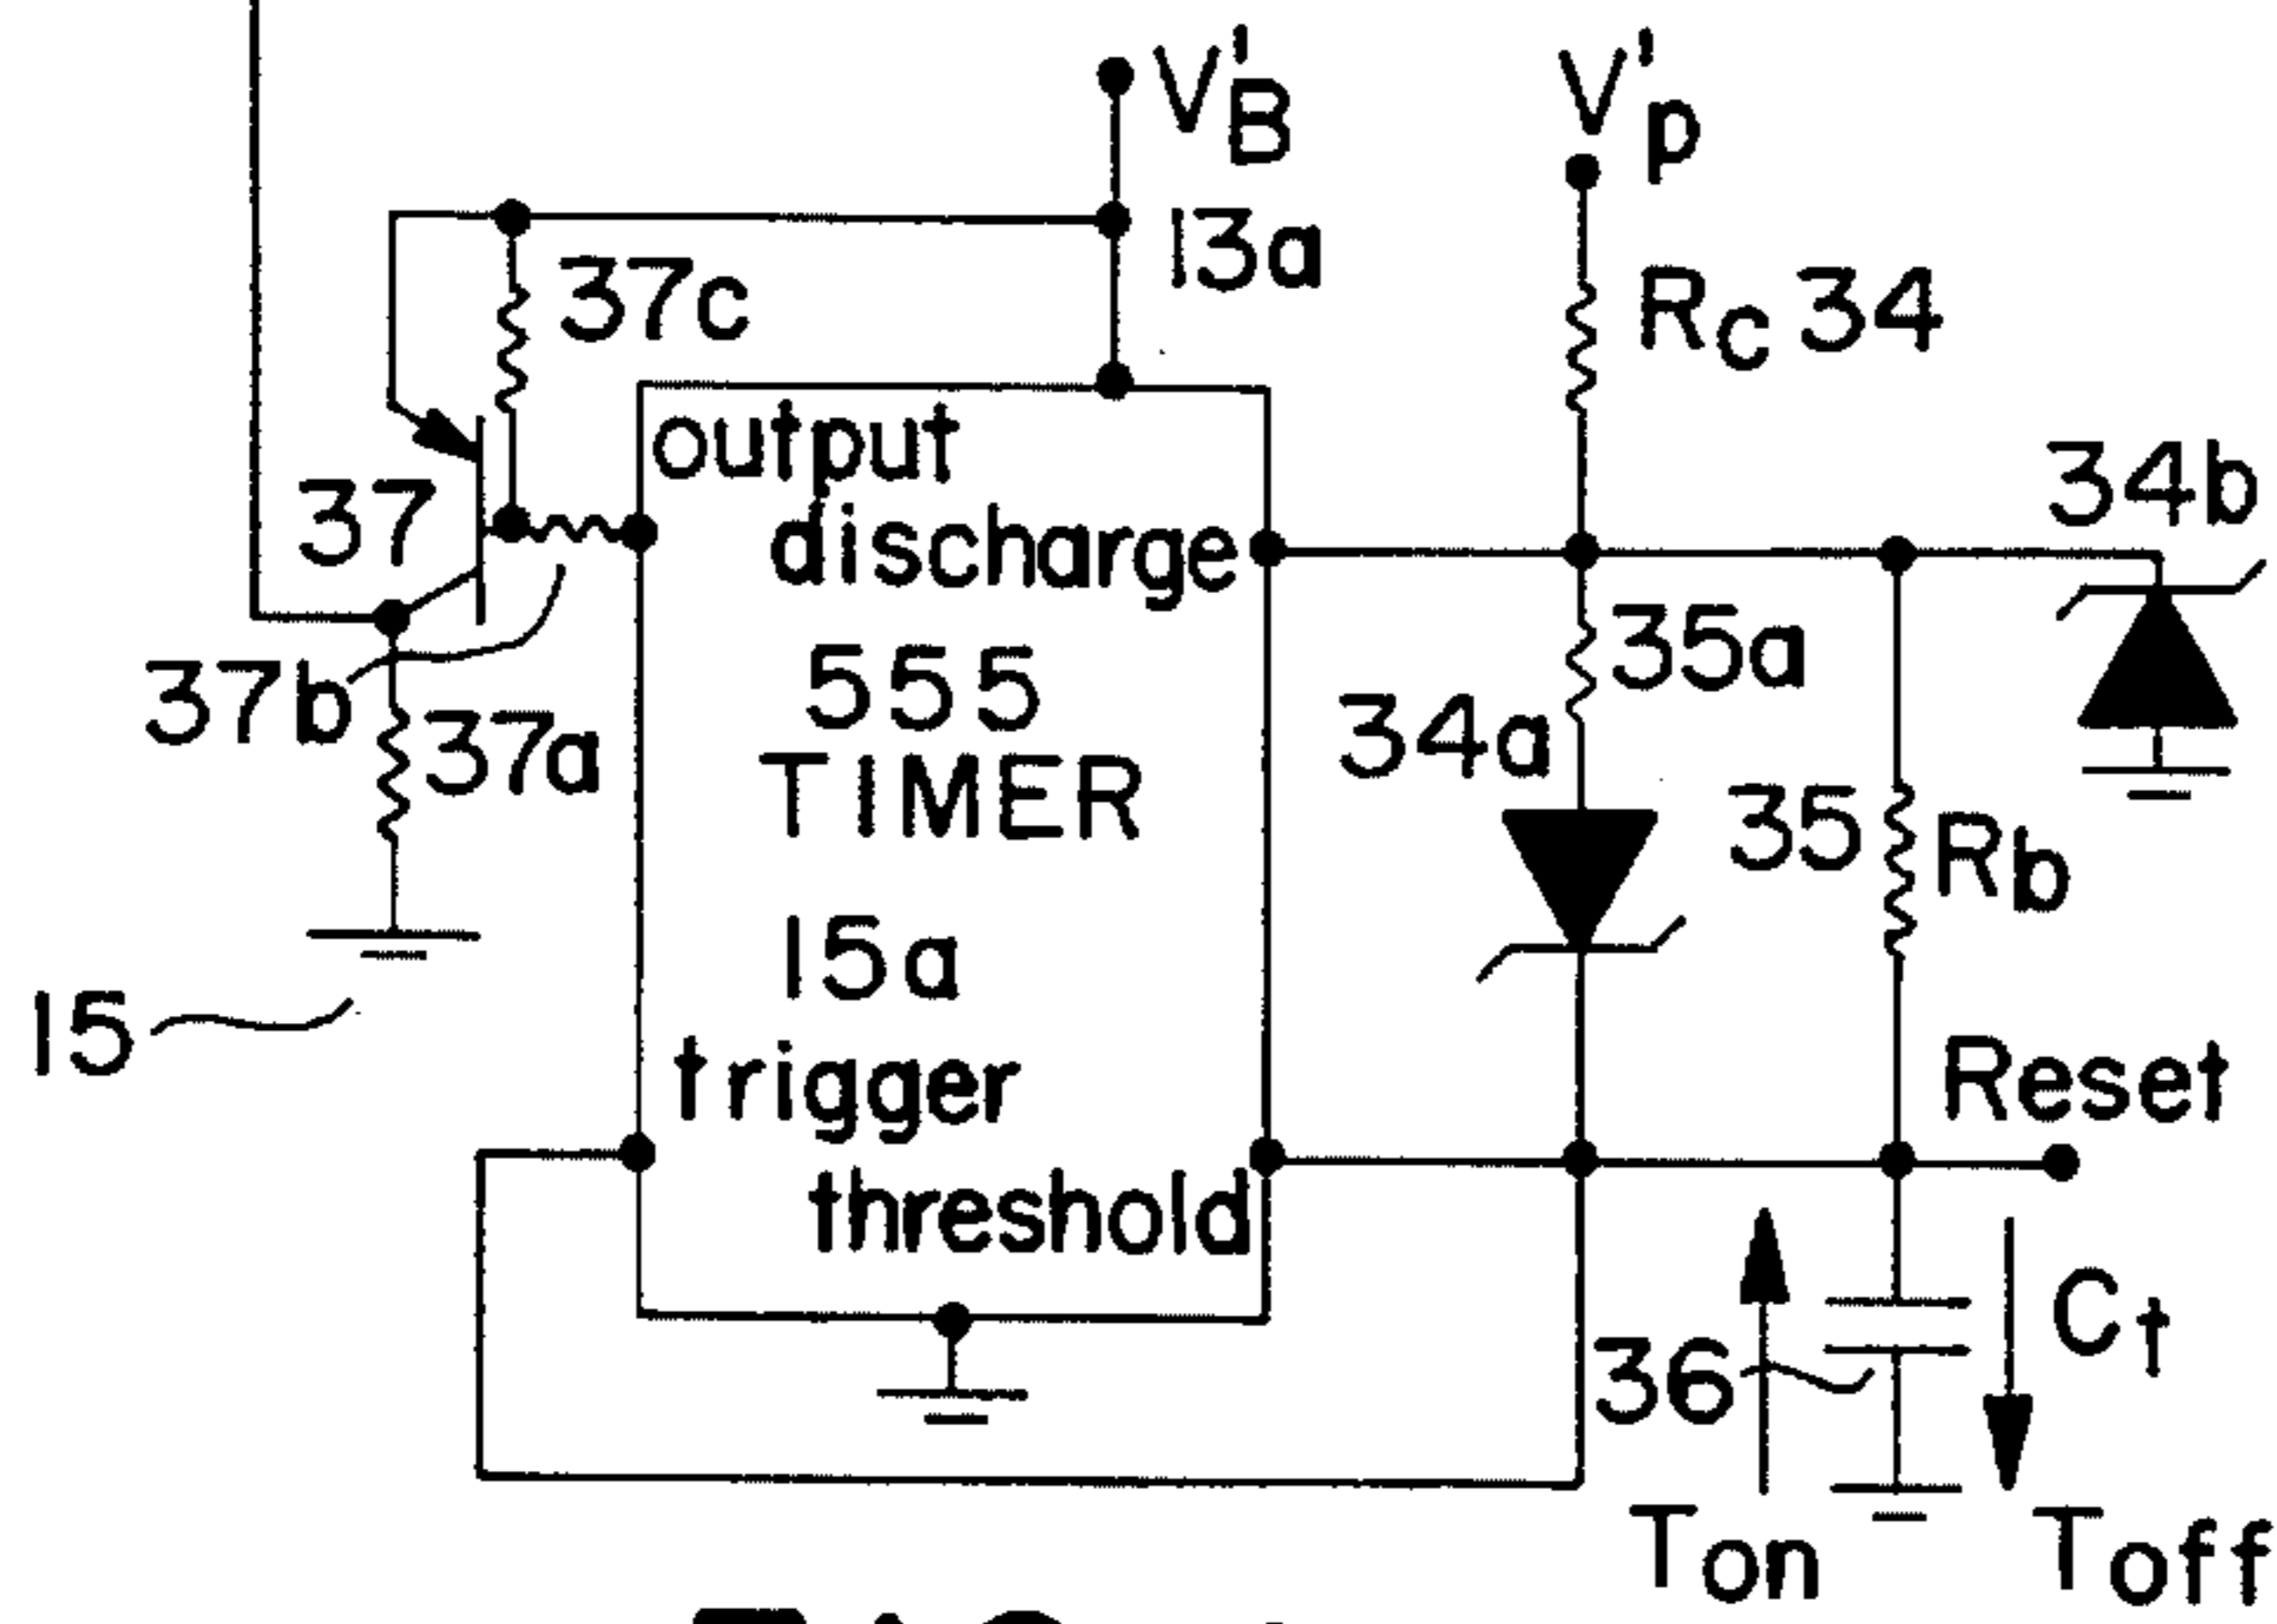 V'B
V'p
13a
37c
Rc 34
output
34b
37
discharge
35a
555
37b
37a
34a
TIMER
35
Rb
15a
15
trigger
Reset
threshold
Ct
36
Ton
Toff